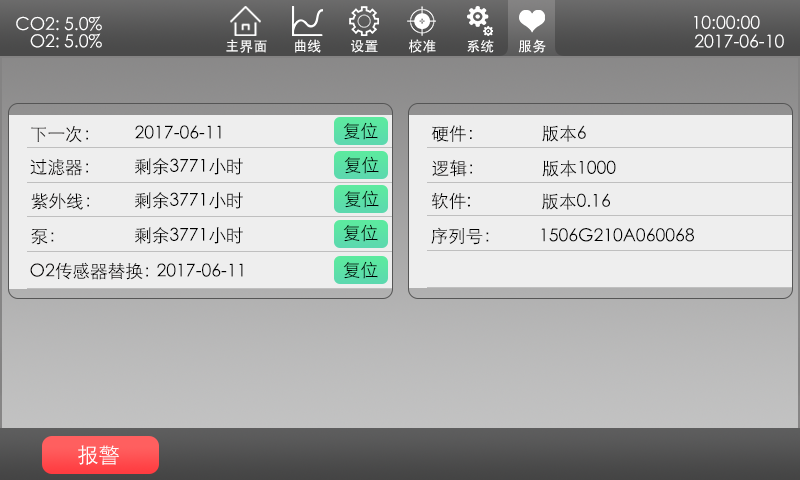 CO2: 5.0%
O2: 5.0%
主界面 曲线 设置 校准 系统 服务
10:00:00
2017-06-10
下一次: 2017-06-11 复位
过滤器: 剩余3771小时 复位
紫外线: 剩余3771小时 复位
泵: 剩余3771小时 复位
O2传感器替换: 2017-06-11 复位
硬件: 版本6
逻辑: 版本1000
软件: 版本0.16
序列号: 1506G210A060068
报警